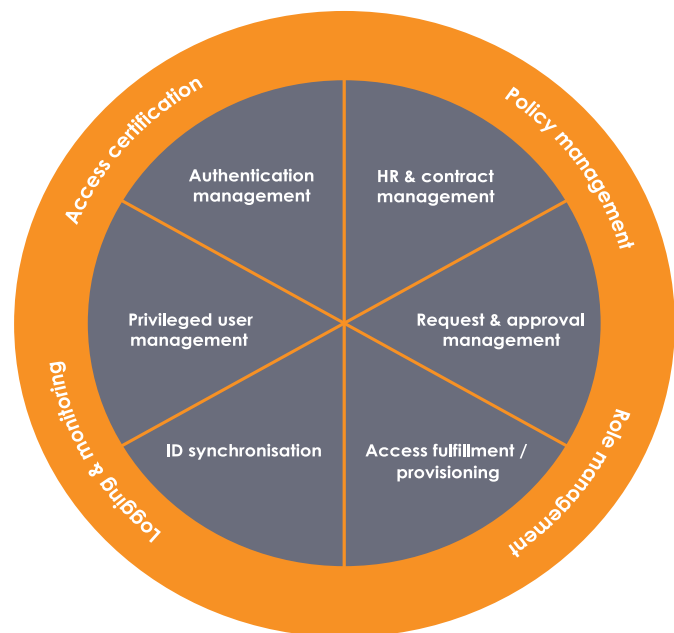 Access certification
Policy management
Authentication
management
HR & contract
management
Privileged user
management
Request & approval
management
ID synchronisation
Access fulfillment /
provisioning
Logging & monitoring
Role management